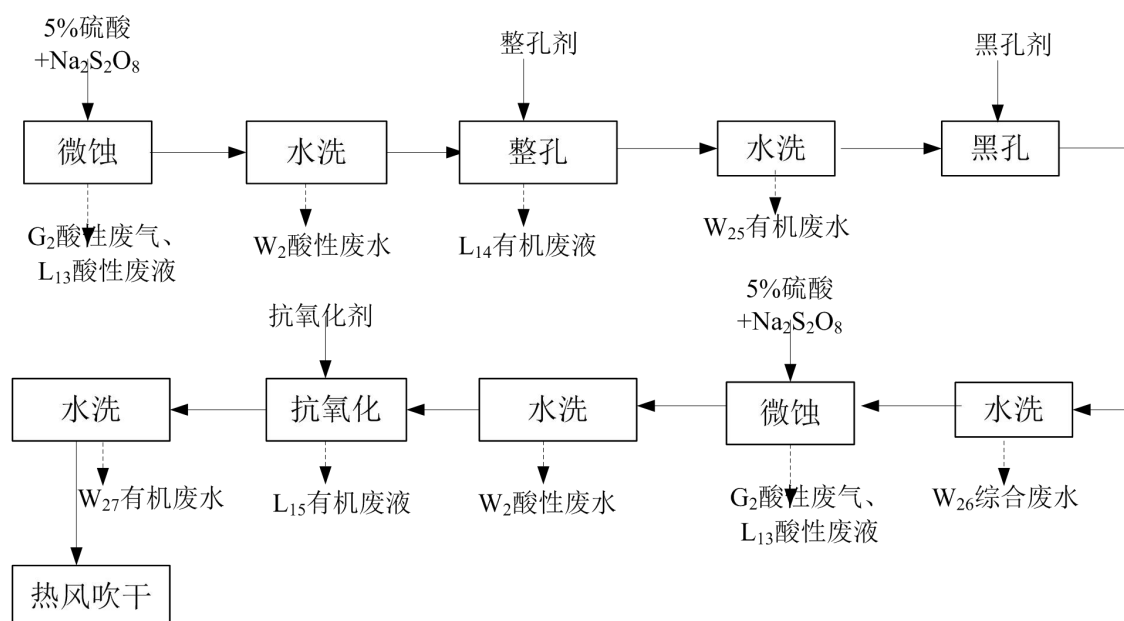 5%硫酸
+Na₂S₂O₈
整孔剂
黑孔剂
微蚀
水洗
整孔
水洗
黑孔
G₂酸性废气、
L₁₃酸性废液
W₂酸性废水
L₁₄有机废液
W₂₅有机废水
抗氧化剂
5%硫酸
+Na₂S₂O₈
水洗
抗氧化
水洗
微蚀
水洗
W₂₇有机废水
L₁₅有机废液
W₂酸性废水
G₂酸性废气、
L₁₃酸性废液
W₂₆综合废水
热风吹干